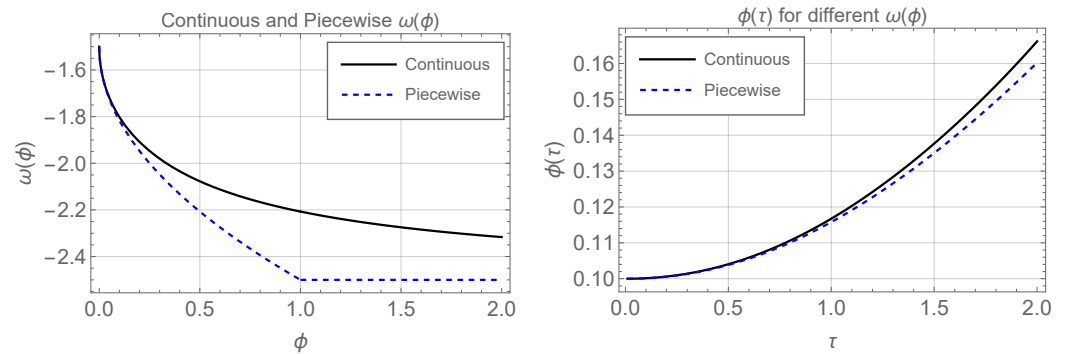 Continuous and Piecewise ω(ϕ)
ω(ϕ)
−1.6
−1.8
−2.0
−2.2
−2.4
Continuous
Piecewise
0.0 0.5 1.0 1.5 2.0
ϕ
ϕ(τ) for different ω(ϕ)
ϕ(τ)
0.16
0.15
0.14
0.13
0.12
0.11
0.10
Continuous
Piecewise
0.0 0.5 1.0 1.5 2.0
τ